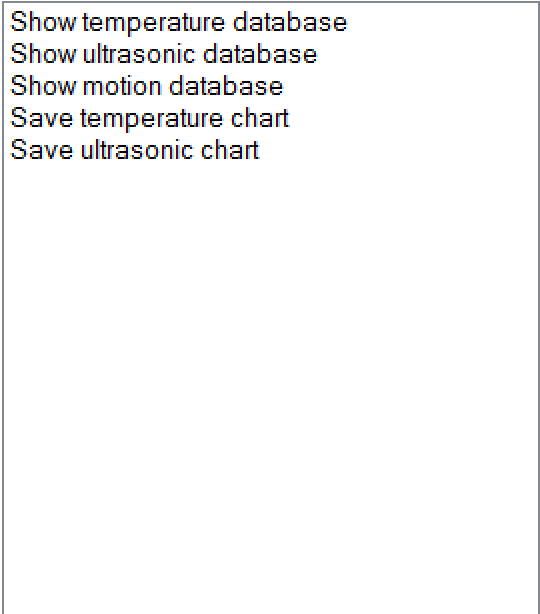 Show temperature database
Show ultrasonic database
Show motion database
Save temperature chart
Save ultrasonic chart